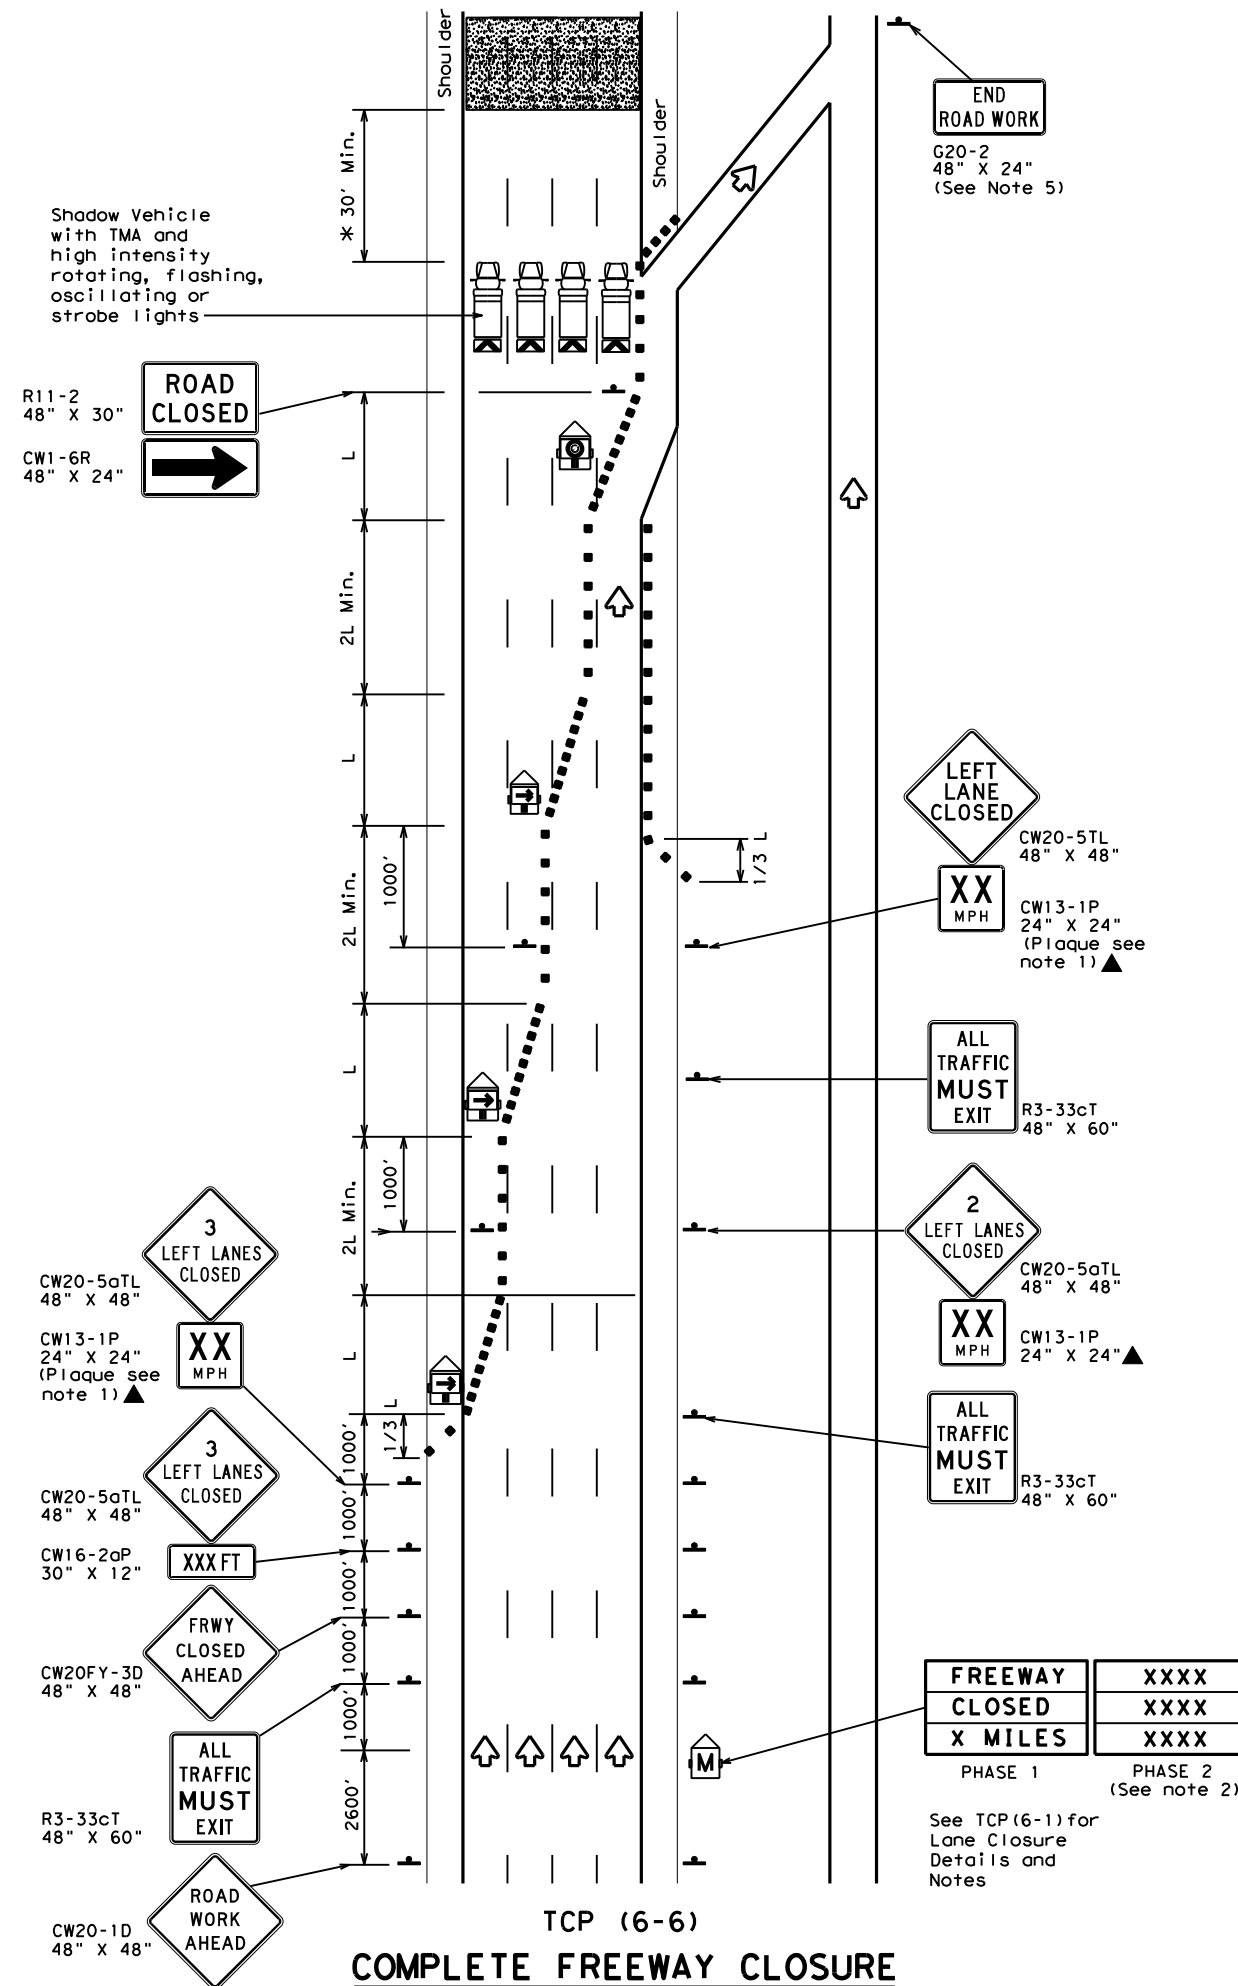 Shoulder
Shoulder
END
ROAD WORK
G20-2
48" X 24"
(See Note 5)
* 30' Min.
Shadow Vehicle
with TMA and
high intensity
rotating, flashing,
oscillating or
strobe lights
R11-2
48" X 30"
ROAD
CLOSED
CW1-6R
48" X 24"
L
2L Min.
L
2L Min.
1000'
1/3 L
LEFT
LANE
CLOSED
CW20-5TL
48" X 48"
XX
MPH
CW13-1P
24" X 24"
(Plaque see
note 1)▲
L
ALL
TRAFFIC
MUST
EXIT
R3-33cT
48" X 60"
2L Min.
1000'
2
LEFT LANES
CLOSED
CW20-5aTL
48" X 48"
XX
MPH
CW13-1P
24" X 24"▲
3
LEFT LANES
CLOSED
CW20-5aTL
48" X 48"
CW13-1P
24" X 24"
(Plaque see
note 1)▲
XX
MPH
L
1/3 L
ALL
TRAFFIC
MUST
EXIT
R3-33cT
48" X 60"
3
LEFT LANES
CLOSED
CW20-5aTL
48" X 48"
CW16-2aP
30" X 12"
XXX FT
1000'
1000'
1000'
1000'
1000'
2600'
FRWY
CLOSED
AHEAD
CW20FY-3D
48" X 48"
ALL
TRAFFIC
MUST
EXIT
R3-33cT
48" X 60"
M
FREEWAY
CLOSED
X MILES
PHASE 1
XXXX
XXXX
XXXX
PHASE 2
(See note 2)
See TCP(6-1)for
Lane Closure
Details and
Notes
ROAD
WORK
AHEAD
CW20-1D
48" X 48"
TCP (6-6)
COMPLETE FREEWAY CLOSURE